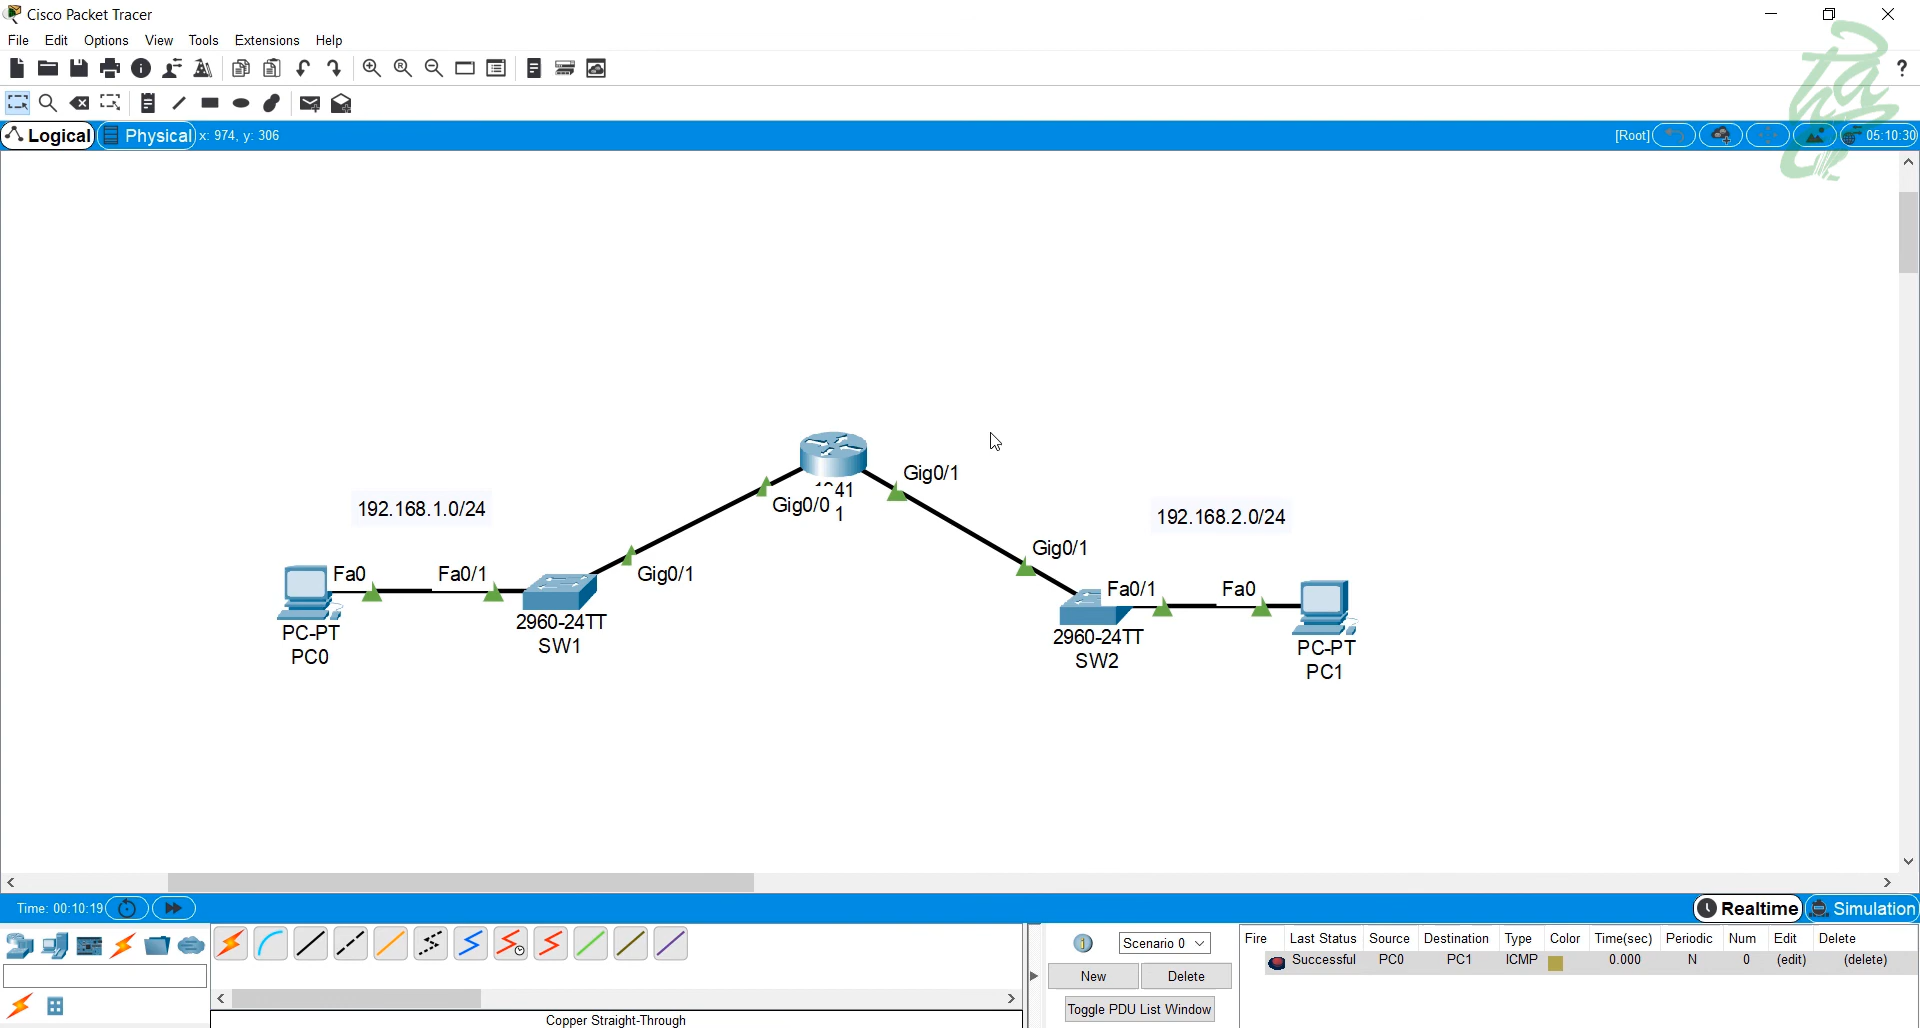 Cisco Packet Tracer
File Edit Options View Tools Extensions Help
?
Logical Physical x: 974, y: 306 [Root] 05:10:30
Gig0/1
41
Gig0/0
1
192.168.1.0/24
192.168.2.0/24
Gig0/1
Fa0 Fa0/1 Gig0/1
Fa0/1 Fa0
2960-24TT
SW1
PC-PT
PC0
2960-24TT
SW2
PC-PT
PC1
Time: 00:10:19 Realtime Simulation
Scenario 0
New Delete
Toggle PDU List Window
Fire Last Status Source Destination Type Color Time(sec) Periodic Num Edit Delete
Successful PC0 PC1 ICMP 0.000 N 0 (edit) (delete)
Copper Straight-Through